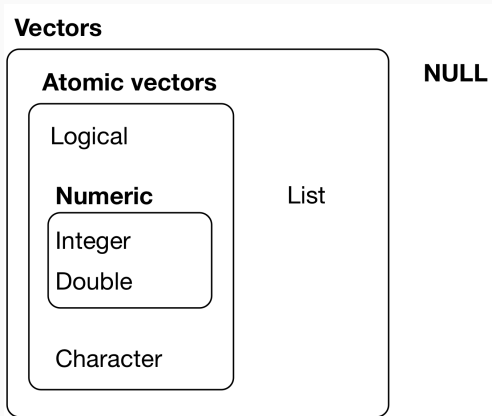 Vectors
NULL
Atomic vectors
Logical
Numeric
List
Integer
Double
Character